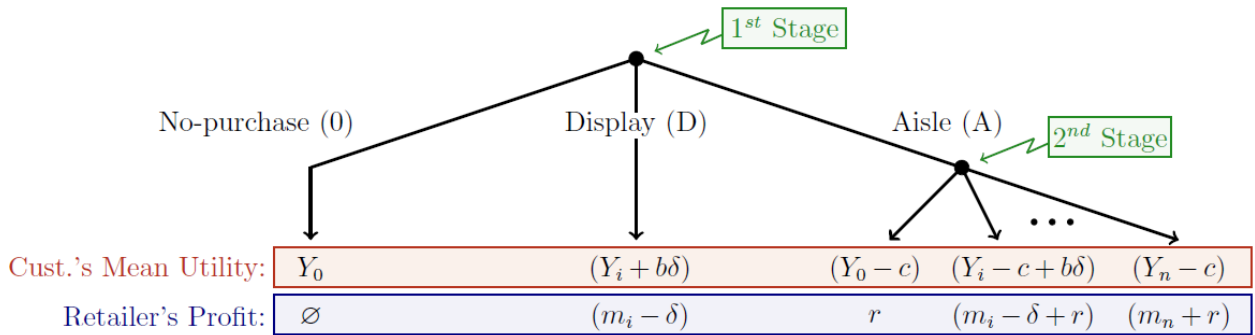 1st Stage
No-purchase (0) Display (D) Aisle (A)
2nd Stage
Cust.'s Mean Utility: Y0 (Yi + bδ) (Y0 − c) (Yi − c + bδ) (Yn − c)
Retailer's Profit: ∅ (mi − δ) r (mi − δ + r) (mn + r)